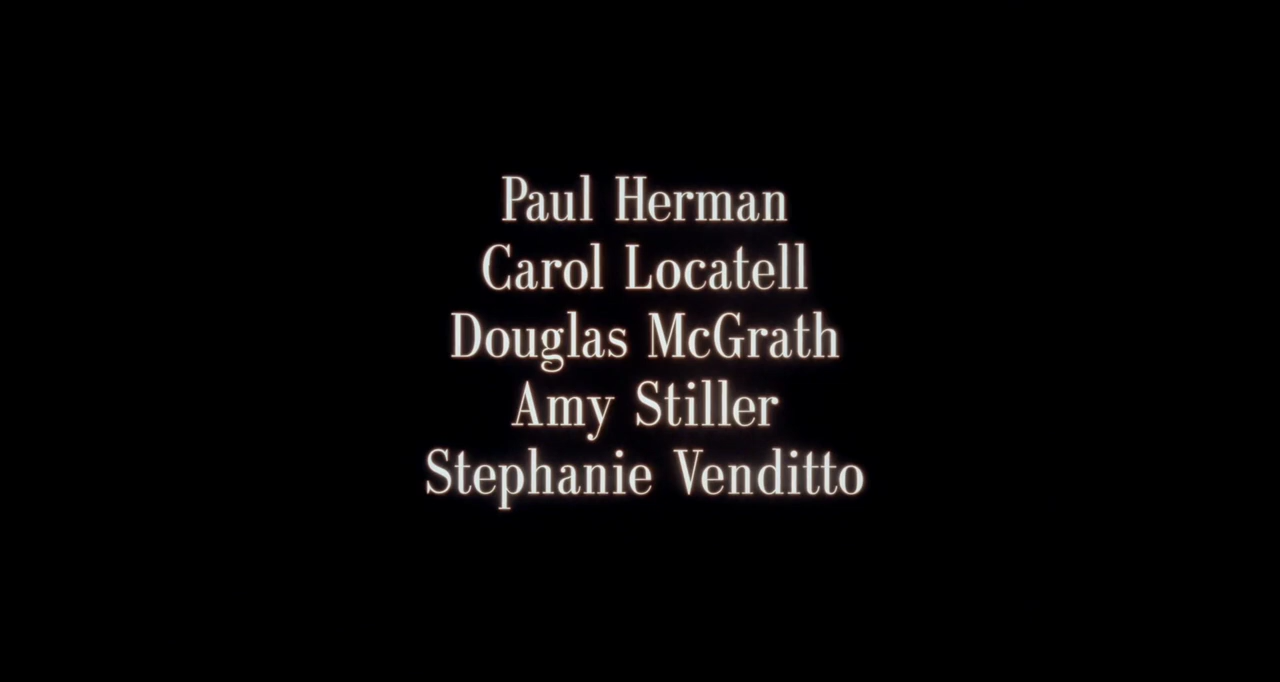 Paul Herman
Carol Locatell
Douglas McGrath
Amy Stiller
Stephanie Venditto